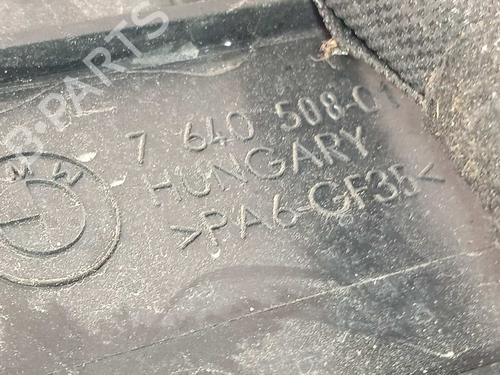 B-PARTS
7 640 508-01
BMW
HUNGARY
>PA6-GF35<